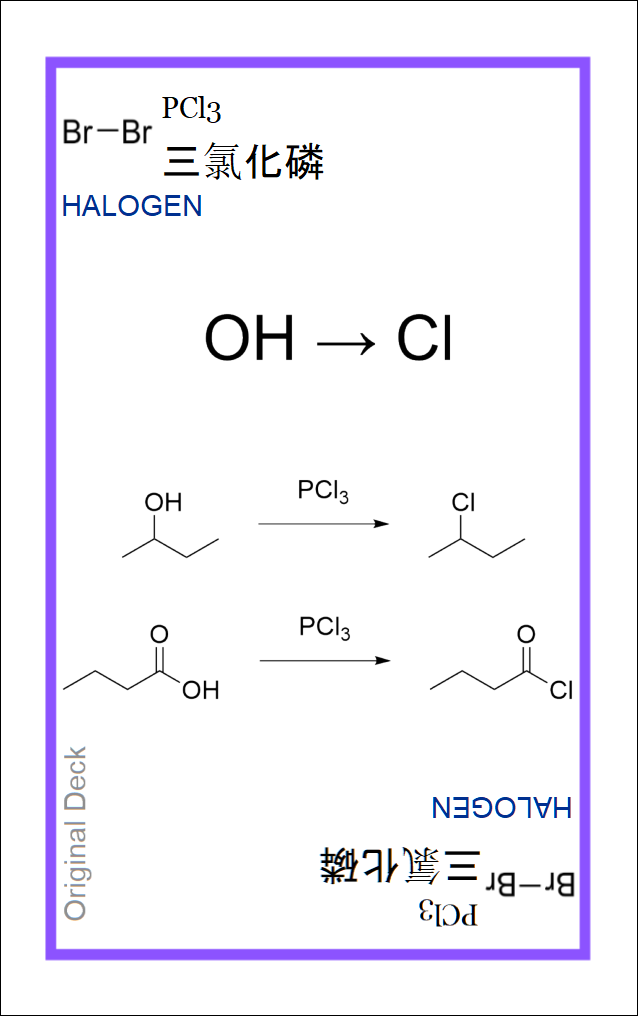 Br－Br PCl3
三氯化磷
HALOGEN
OH → Cl
OH PCl₃ Cl
O PCl₃ O
OH Cl
Original Deck
HALOGEN
三氯化磷
Br－Br
PCl3